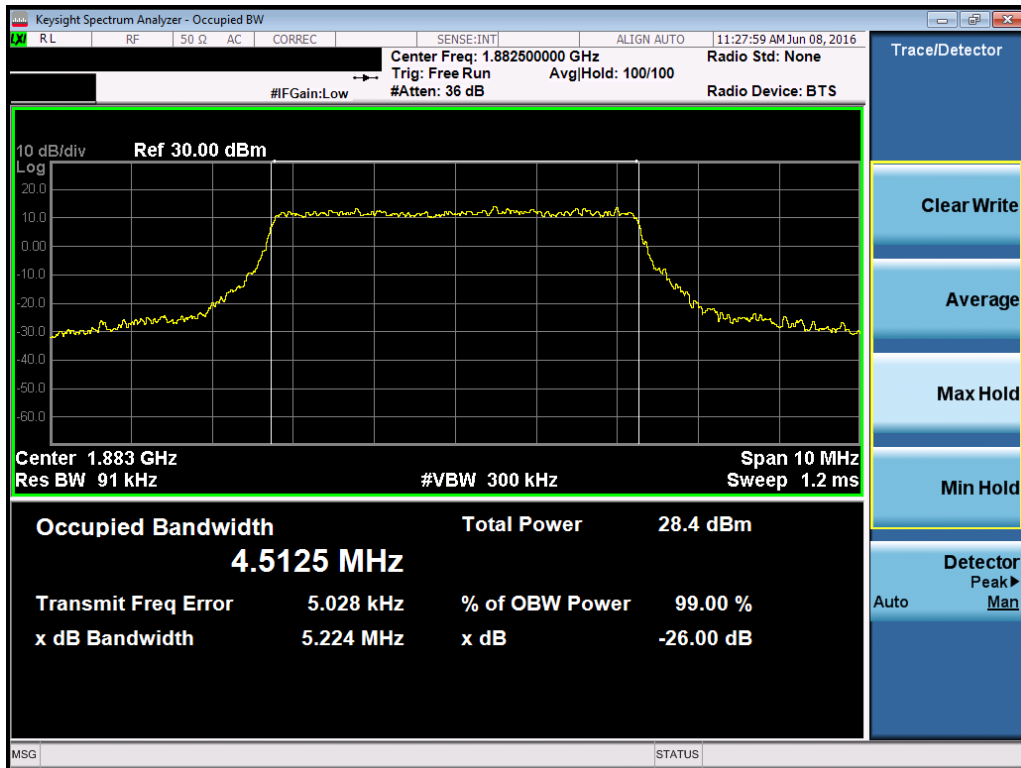 Keysight Spectrum Analyzer - Occupied BW
LXI RL RF 50 Ω AC CORREC SENSE:INT ALIGN AUTO 11:27:59 AM Jun 08, 2016
Center Freq: 1.882500000 GHz Radio Std: None
Trig: Free Run Avg|Hold: 100/100
#IFGain:Low #Atten: 36 dB Radio Device: BTS
10 dB/div Ref 30.00 dBm
Log
20.0
10.0
0.00
-10.0
-20.0
-30.0
-40.0
-50.0
-60.0
Center 1.883 GHz Span 10 MHz
Res BW 91 kHz #VBW 300 kHz Sweep 1.2 ms
Occupied Bandwidth Total Power 28.4 dBm
4.5125 MHz
Transmit Freq Error 5.028 kHz % of OBW Power 99.00 %
x dB Bandwidth 5.224 MHz x dB -26.00 dB
MSG STATUS
Trace/Detector
Clear Write
Average
Max Hold
Min Hold
Detector
Peak▶
Auto Man